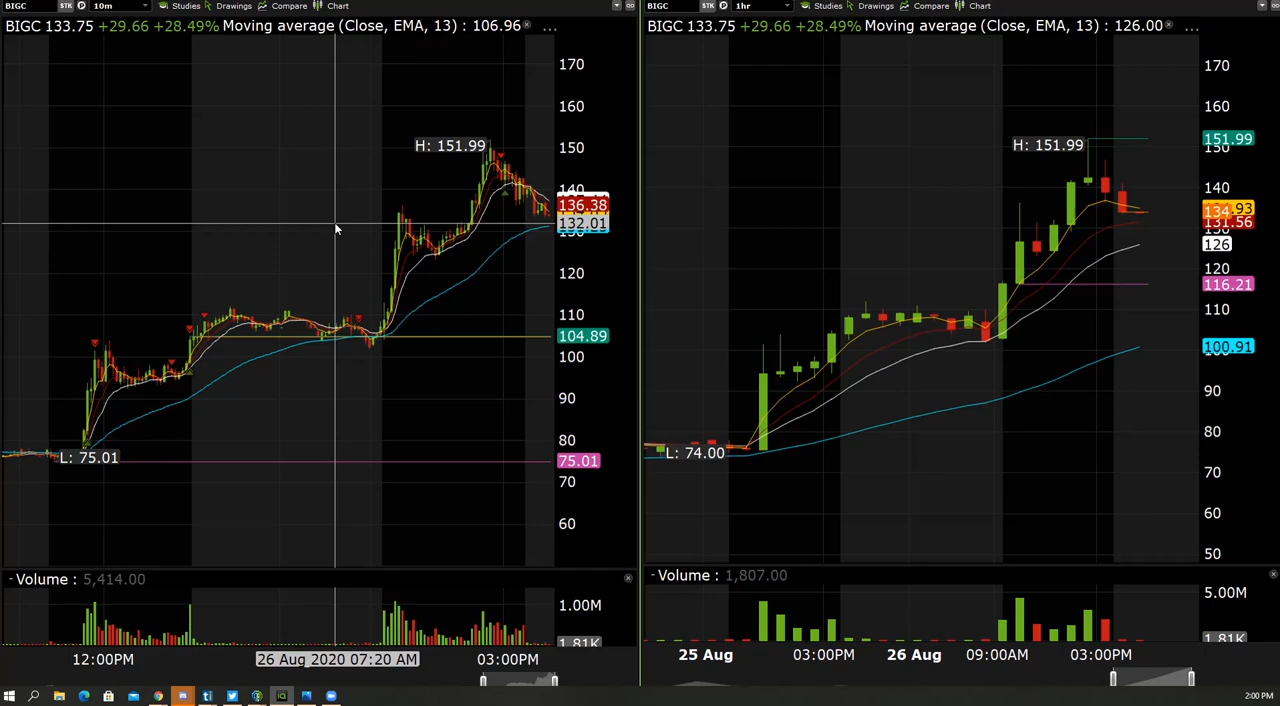 BIGC STK P 10m Studies Drawings Compare Chart
BIGC 133.75 +29.66 +28.49% Moving average (Close, EMA, 13) : 106.96 ...
170
160
H: 151.99
150
140
136.38
132.01
120
110
104.89
100
90
80
L: 75.01
75.01
70
60
- Volume : 5,414.00
1.00M
1.81K
12:00PM
26 Aug 2020 07:20 AM
03:00PM
BIGC STK P 1hr Studies Drawings Compare Chart
BIGC 133.75 +29.66 +28.49% Moving average (Close, EMA, 13) : 126.00 ...
170
160
151.99
H: 151.99
150
140
131.56
126
120
116.21
110
100.91
90
80
L: 74.00
70
60
50
- Volume : 1,807.00
5.00M
1.81K
25 Aug
03:00PM
26 Aug
09:00AM
03:00PM
2:00 PM